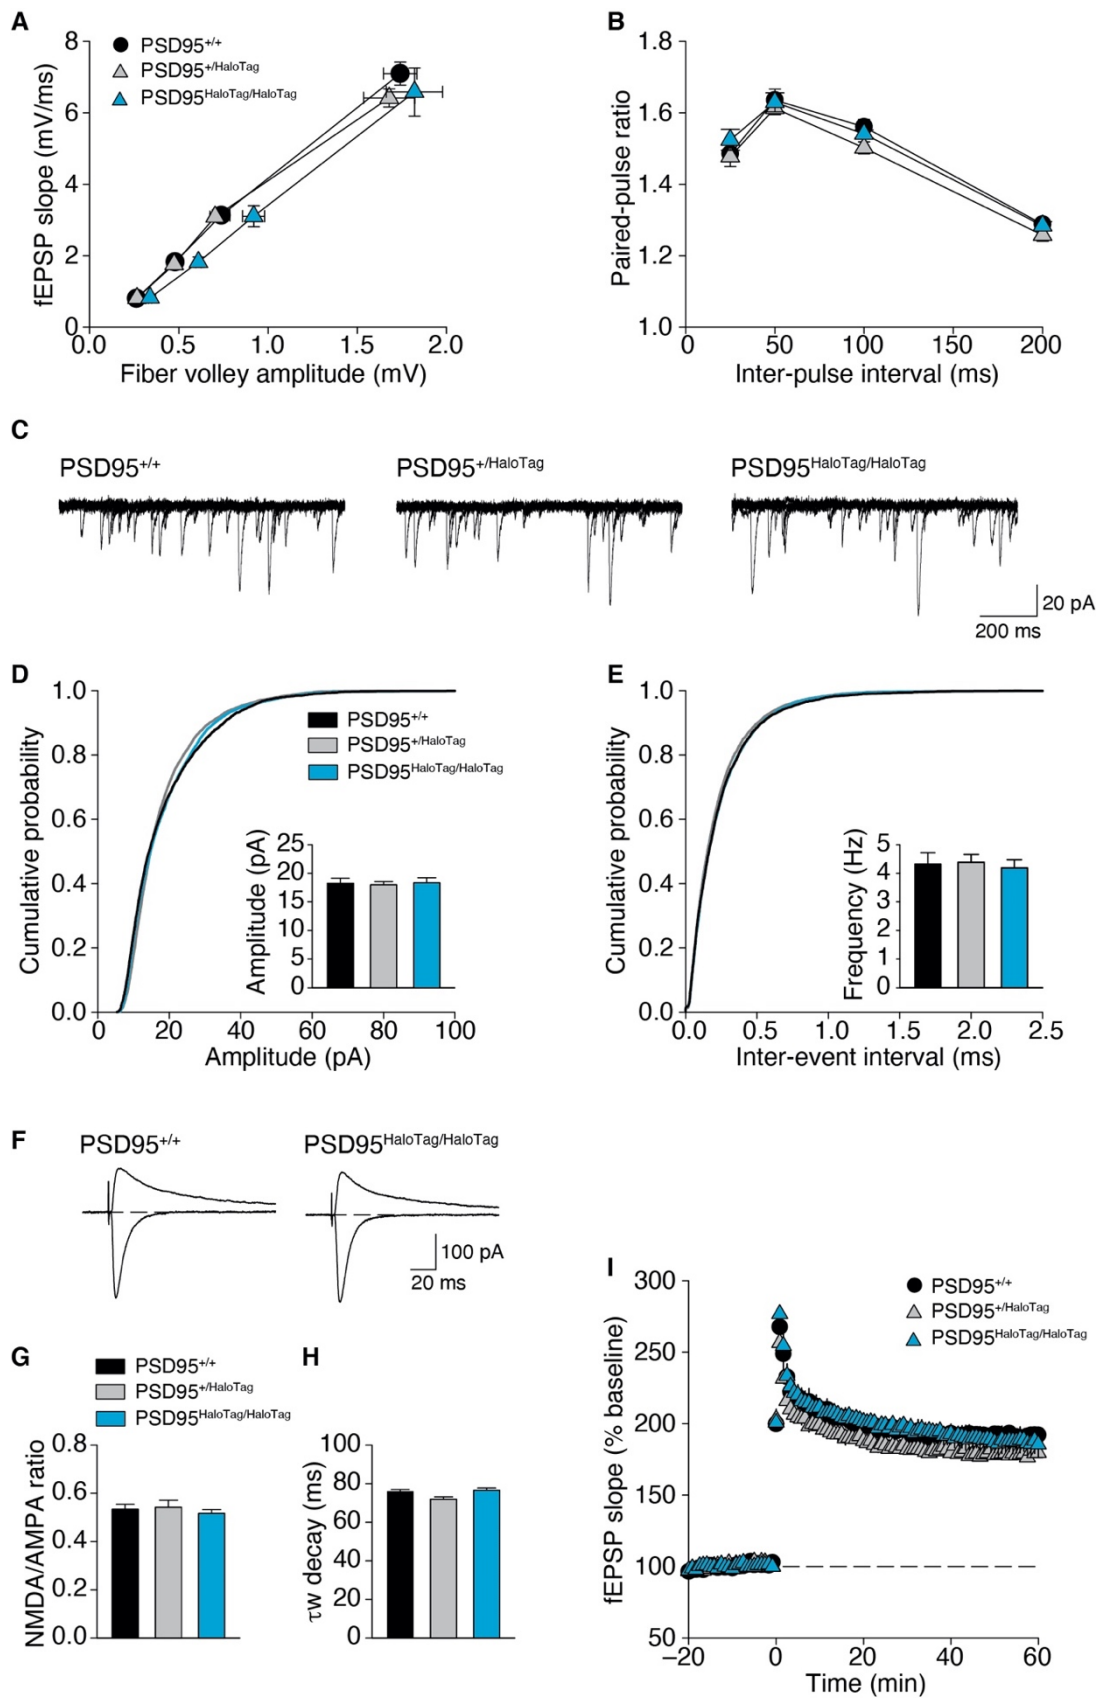 A
PSD95+/+
PSD95+/HaloTag
PSD95HaloTag/HaloTag
fEPSP slope (mV/ms)
8
6
4
2
0
0.0 0.5 1.0 1.5 2.0
Fiber volley amplitude (mV)
B
Paired-pulse ratio
1.8
1.6
1.4
1.2
1.0
0 50 100 150 200
Inter-pulse interval (ms)
C
PSD95+/+
PSD95+/HaloTag
PSD95HaloTag/HaloTag
20 pA
200 ms
D
Cumulative probability
1.0
0.8
0.6
0.4
0.2
0.0
PSD95+/+
PSD95+/HaloTag
PSD95HaloTag/HaloTag
Amplitude (pA)
25
20
15
10
5
0
0 20 40 60 80 100
Amplitude (pA)
E
Cumulative probability
1.0
0.8
0.6
0.4
0.2
0.0
Frequency (Hz)
5
4
3
2
1
0
0.0 0.5 1.0 1.5 2.0 2.5
Inter-event interval (ms)
F
PSD95+/+
PSD95HaloTag/HaloTag
100 pA
20 ms
G
PSD95+/+
PSD95+/HaloTag
PSD95HaloTag/HaloTag
NMDA/AMPA ratio
0.8
0.6
0.4
0.2
0.0
H
τw decay (ms)
100
80
60
40
20
0
I
PSD95+/+
PSD95+/HaloTag
PSD95HaloTag/HaloTag
fEPSP slope (% baseline)
300
250
200
150
100
50
−20 0 20 40 60
Time (min)